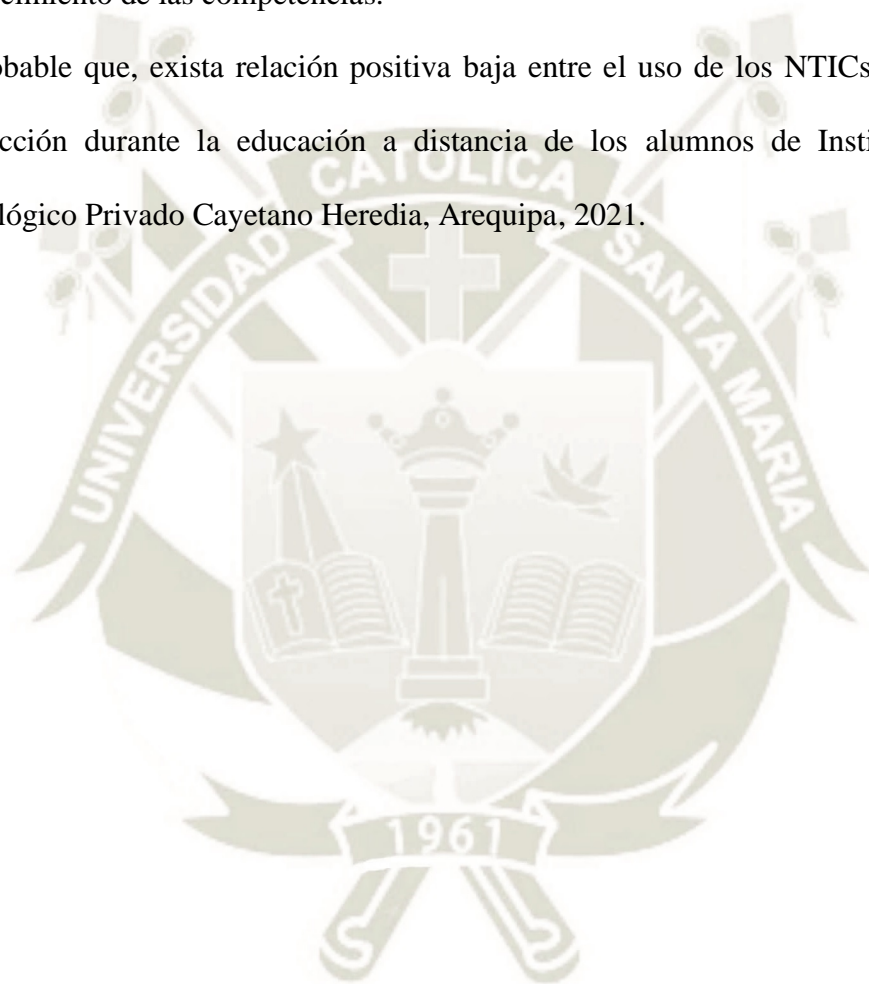 cimiento de las competencias.
obable que, exista relación positiva baja entre el uso de los NTICs
cción durante la educación a distancia de los alumnos de Insti
lógico Privado Cayetano Heredia, Arequipa, 2021.
UNIVERSIDAD CATOLICA SANTA MARIA
1961